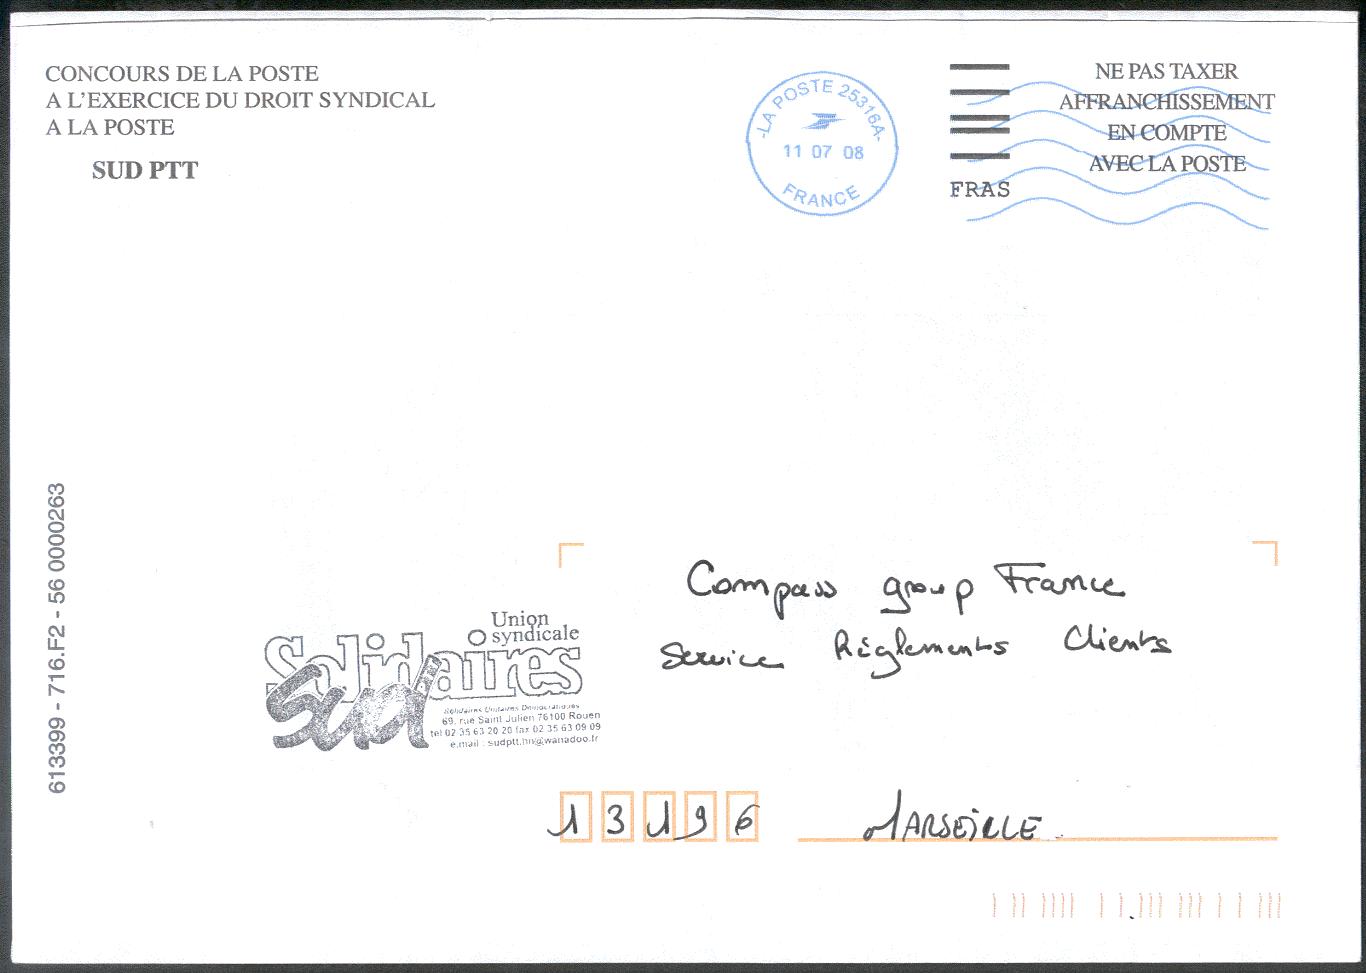 CONCOURS DE LA POSTE
A L'EXERCICE DU DROIT SYNDICAL
A LA POSTE
SUD PTT
-LA POSTE 25316A-
11 07 08
FRANCE
FRAS
NE PAS TAXER
AFFRANCHISSEMENT
EN COMPTE
AVEC LA POSTE
613399 - 716.F2 - 56 0000263
Compass group France
Service Règlements Clients
Union
syndicale
Solidaires
Sud
Solidaires Unitaires Démocratiques
69, rue Saint Julien 76100 Rouen
tel 02 35 63 20 20 fax 02 35 63 09 09
e.mail : sudptt.hn@wanadoo.fr
13196 MARSEILLE